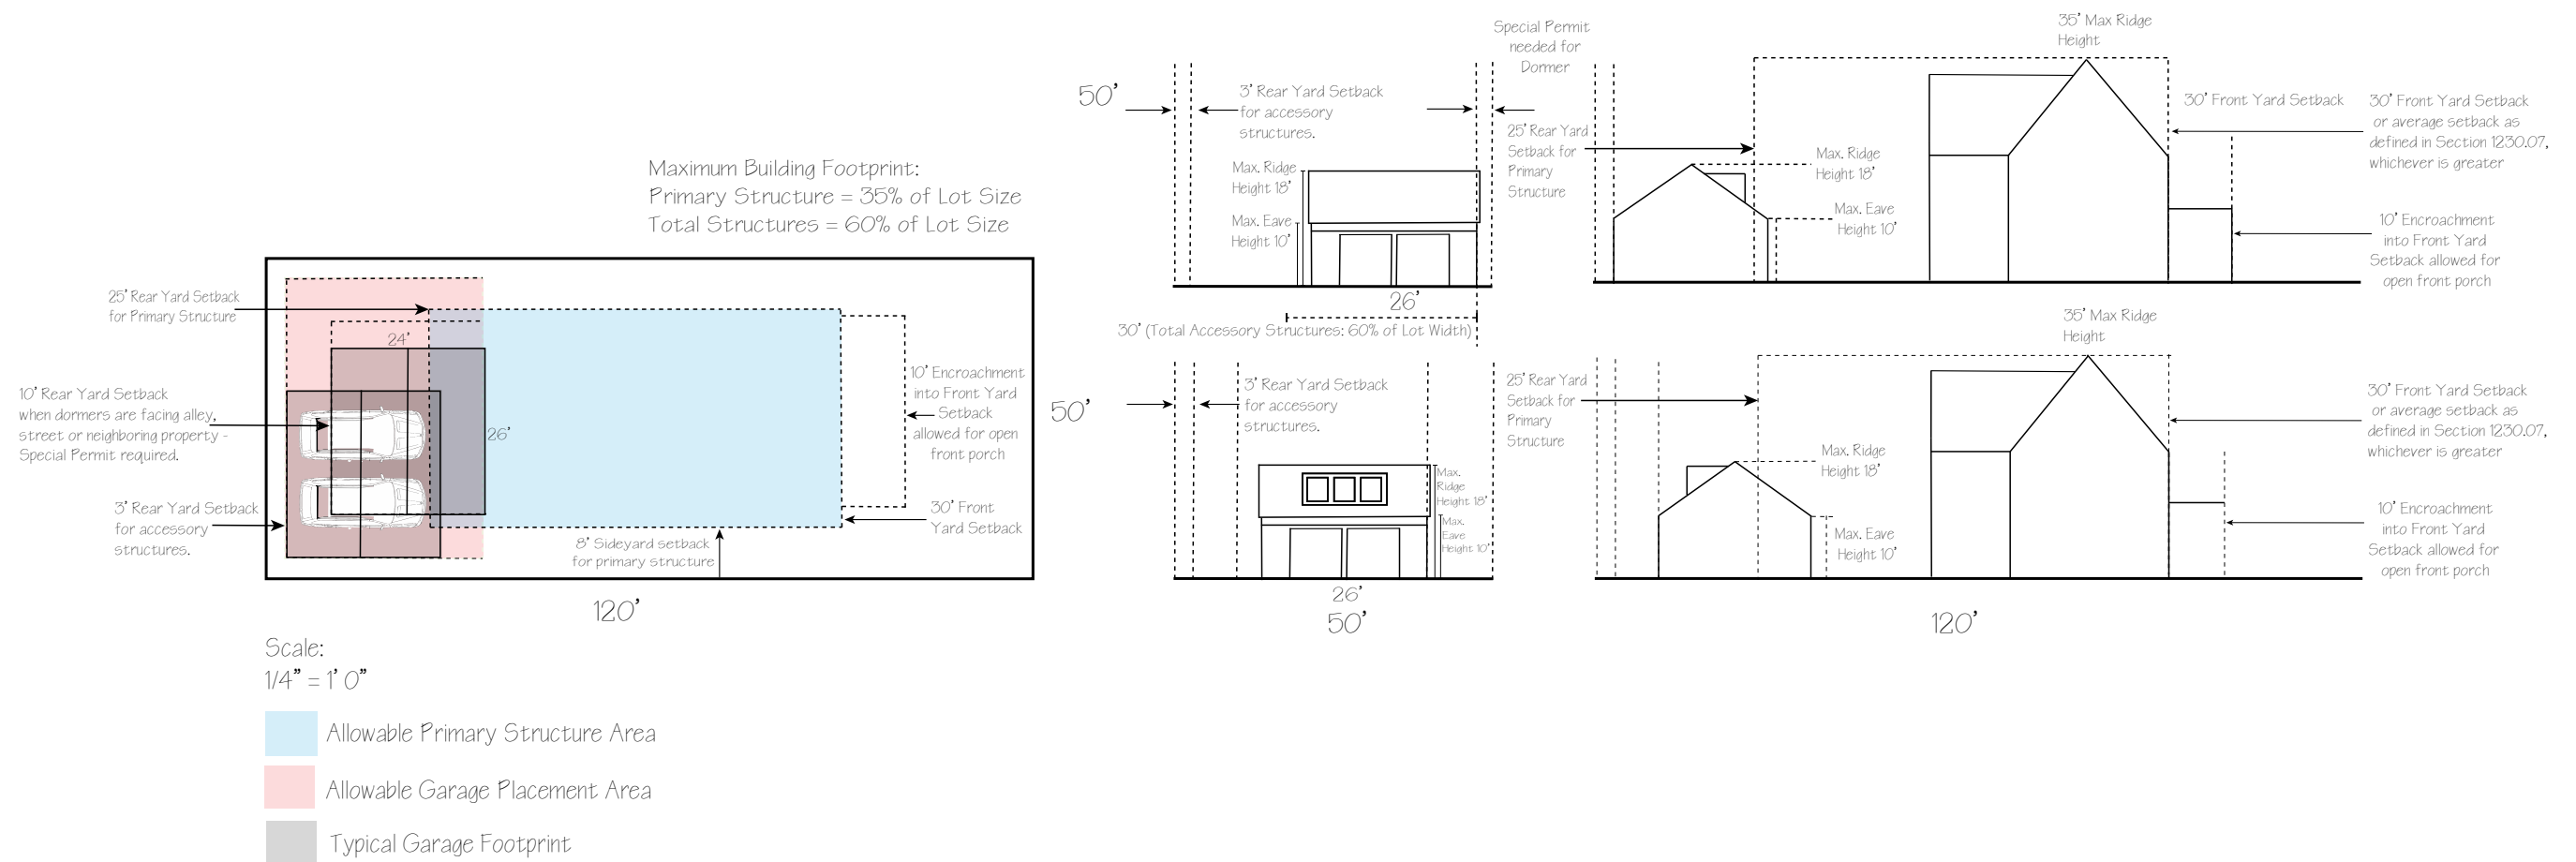 Maximum Building Footprint:
Primary Structure = 35% of Lot Size
Total Structures = 60% of Lot Size
25' Rear Yard Setback
for Primary Structure
10' Rear Yard Setback
when dormers are facing alley,
street or neighboring property -
Special Permit required.
3' Rear Yard Setback
for accessory
structures.
24'
26'
8' Sideyard setback
for primary structure
10' Encroachment
into Front Yard
Setback
allowed for open
front porch
30' Front
Yard Setback
120'
Scale:
1/4" = 1' 0"
Allowable Primary Structure Area
Allowable Garage Placement Area
Typical Garage Footprint
50'
3' Rear Yard Setback
for accessory
structures.
Max. Ridge
Height 18'
Max. Eave
Height 10'
26'
30' (Total Accessory Structures: 60% of Lot Width)
Special Permit
needed for
Dormer
25' Rear Yard
Setback for
Primary
Structure
Max. Ridge
Height 18'
Max. Eave
Height 10'
35' Max Ridge
Height
30' Front Yard Setback
30' Front Yard Setback
or average setback as
defined in Section 1230.07,
whichever is greater
10' Encroachment
into Front Yard
Setback allowed for
open front porch
50'
3' Rear Yard Setback
for accessory
structures.
Max.
Ridge
Height 18'
Max.
Eave
Height 10'
26'
50'
25' Rear Yard
Setback for
Primary
Structure
Max. Ridge
Height 18'
Max. Eave
Height 10'
35' Max Ridge
Height
30' Front Yard Setback
or average setback as
defined in Section 1230.07,
whichever is greater
10' Encroachment
into Front Yard
Setback allowed for
open front porch
120'